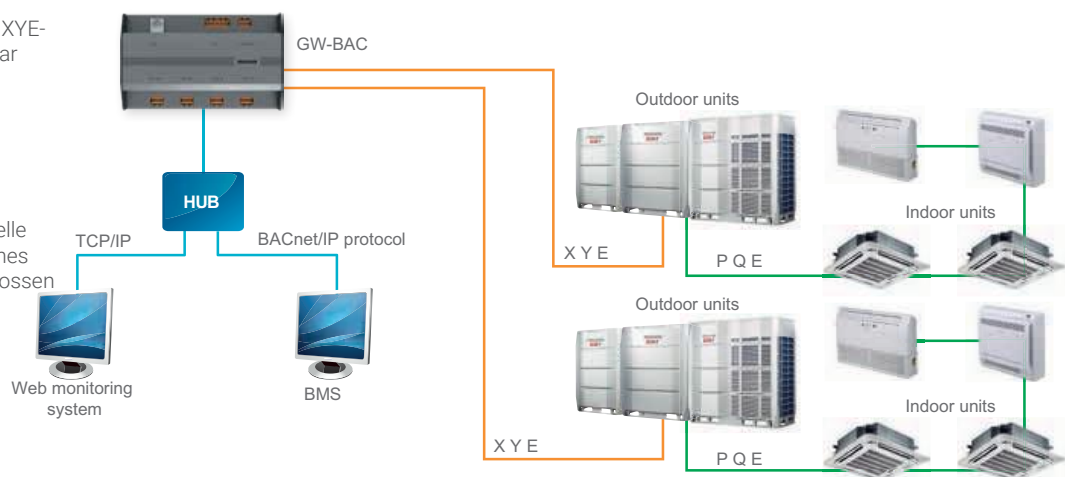 XYE-
ar
GW-BAC
Outdoor units
HUB
Indoor units
elle
nes
ossen
TCP/IP
BACnet/IP protocol
X Y E
P Q E
Outdoor units
Web monitoring
system
BMS
Indoor units
X Y E
P Q E